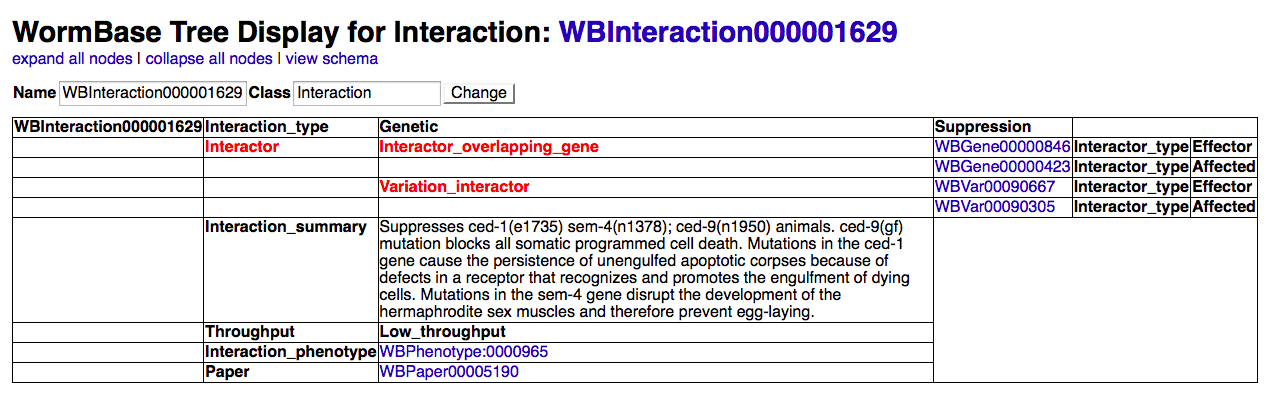 WormBase Tree Display for Interaction: WBInteraction000001629
expand all nodes | collapse all nodes | view schema
Name WBInteraction000001629 Class Interaction Change
WBInteraction000001629 Interaction_type Genetic Suppression
Interactor Interactor_overlapping_gene WBGene00000846 Interactor_type Effector
WBGene00000423 Interactor_type Affected
Variation_interactor WBVar00090667 Interactor_type Effector
WBVar00090305 Interactor_type Affected
Interaction_summary Suppresses ced-1(e1735) sem-4(n1378); ced-9(n1950) animals. ced-9(gf)
mutation blocks all somatic programmed cell death. Mutations in the ced-1
gene cause the persistence of unengulfed apoptotic corpses because of
defects in a receptor that recognizes and promotes the engulfment of dying
cells. Mutations in the sem-4 gene disrupt the development of the
hermaphrodite sex muscles and therefore prevent egg-laying.
Throughput Low_throughput
Interaction_phenotype WBPhenotype:0000965
Paper WBPaper00005190